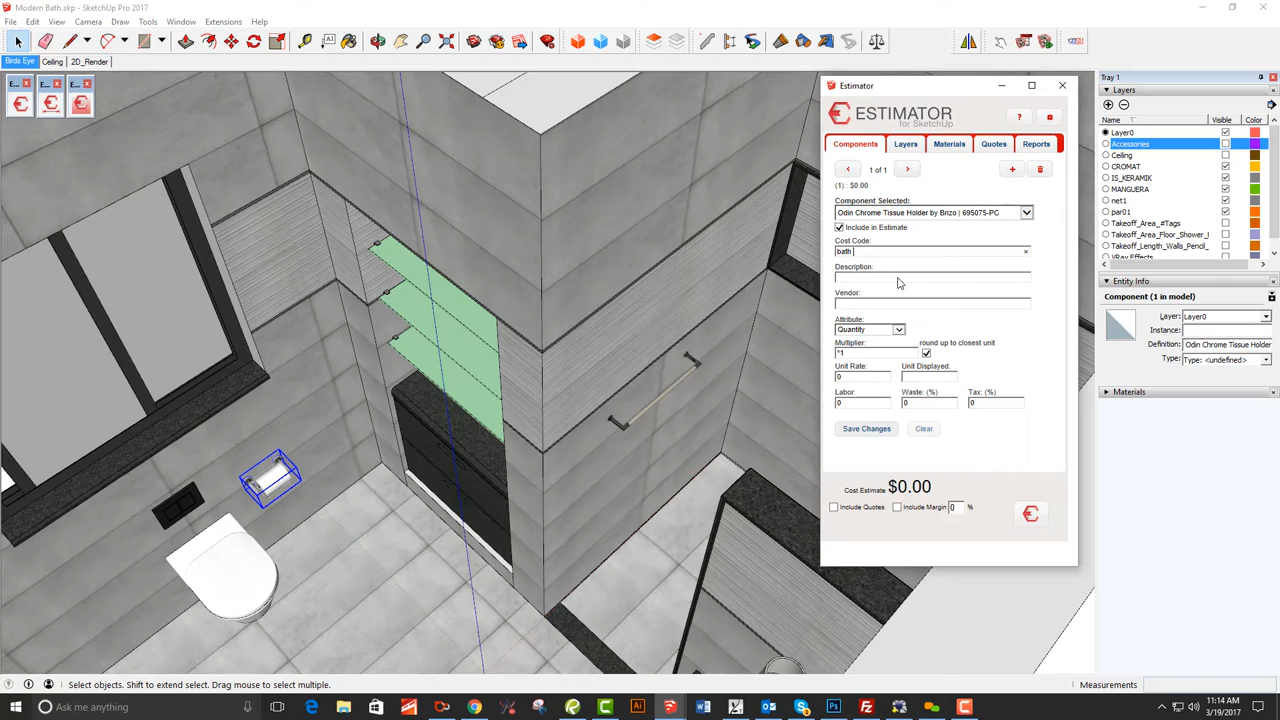 Modern Bath.skp - SketchUp Pro 2017
File Edit View Camera Draw Tools Window Extensions Help
Birds Eye Ceiling 2D_Render
E... E... E...
Estimator
ESTIMATOR
for SketchUp
?
Components Layers Materials Quotes Reports
1 of 1
(1) : $0.00
Component Selected:
Odin Chrome Tissue Holder by Brizo | 695075-PC
Include in Estimate
Cost Code:
bath
Description:
Vendor:
Attribute:
Quantity
Multiplier: round up to closest unit
*1
Unit Rate: Unit Displayed:
0
Labor: Waste: (%) Tax: (%)
0 0 0
Save Changes Clear
Cost Estimate $0.00
Include Quotes Include Margin 0 %
Tray 1
Layers
Name Visible Color
Layer0
Accessories
Ceiling
CROMAT
IS_KERAMIK
MANGUERA
net1
par01
Takeoff_Area_#Tags
Takeoff_Area_Floor_Shower_
Takeoff_Length_Walls_Pencil_
VRay Effects
Entity Info
Component (1 in model)
Layer: Layer0
Instance:
Definition: Odin Chrome Tissue Holder
Type: Type: <undefined>
Materials
Select objects. Shift to extend select. Drag mouse to select multiple.
Measurements
Ask me anything
11:14 AM
3/19/2017